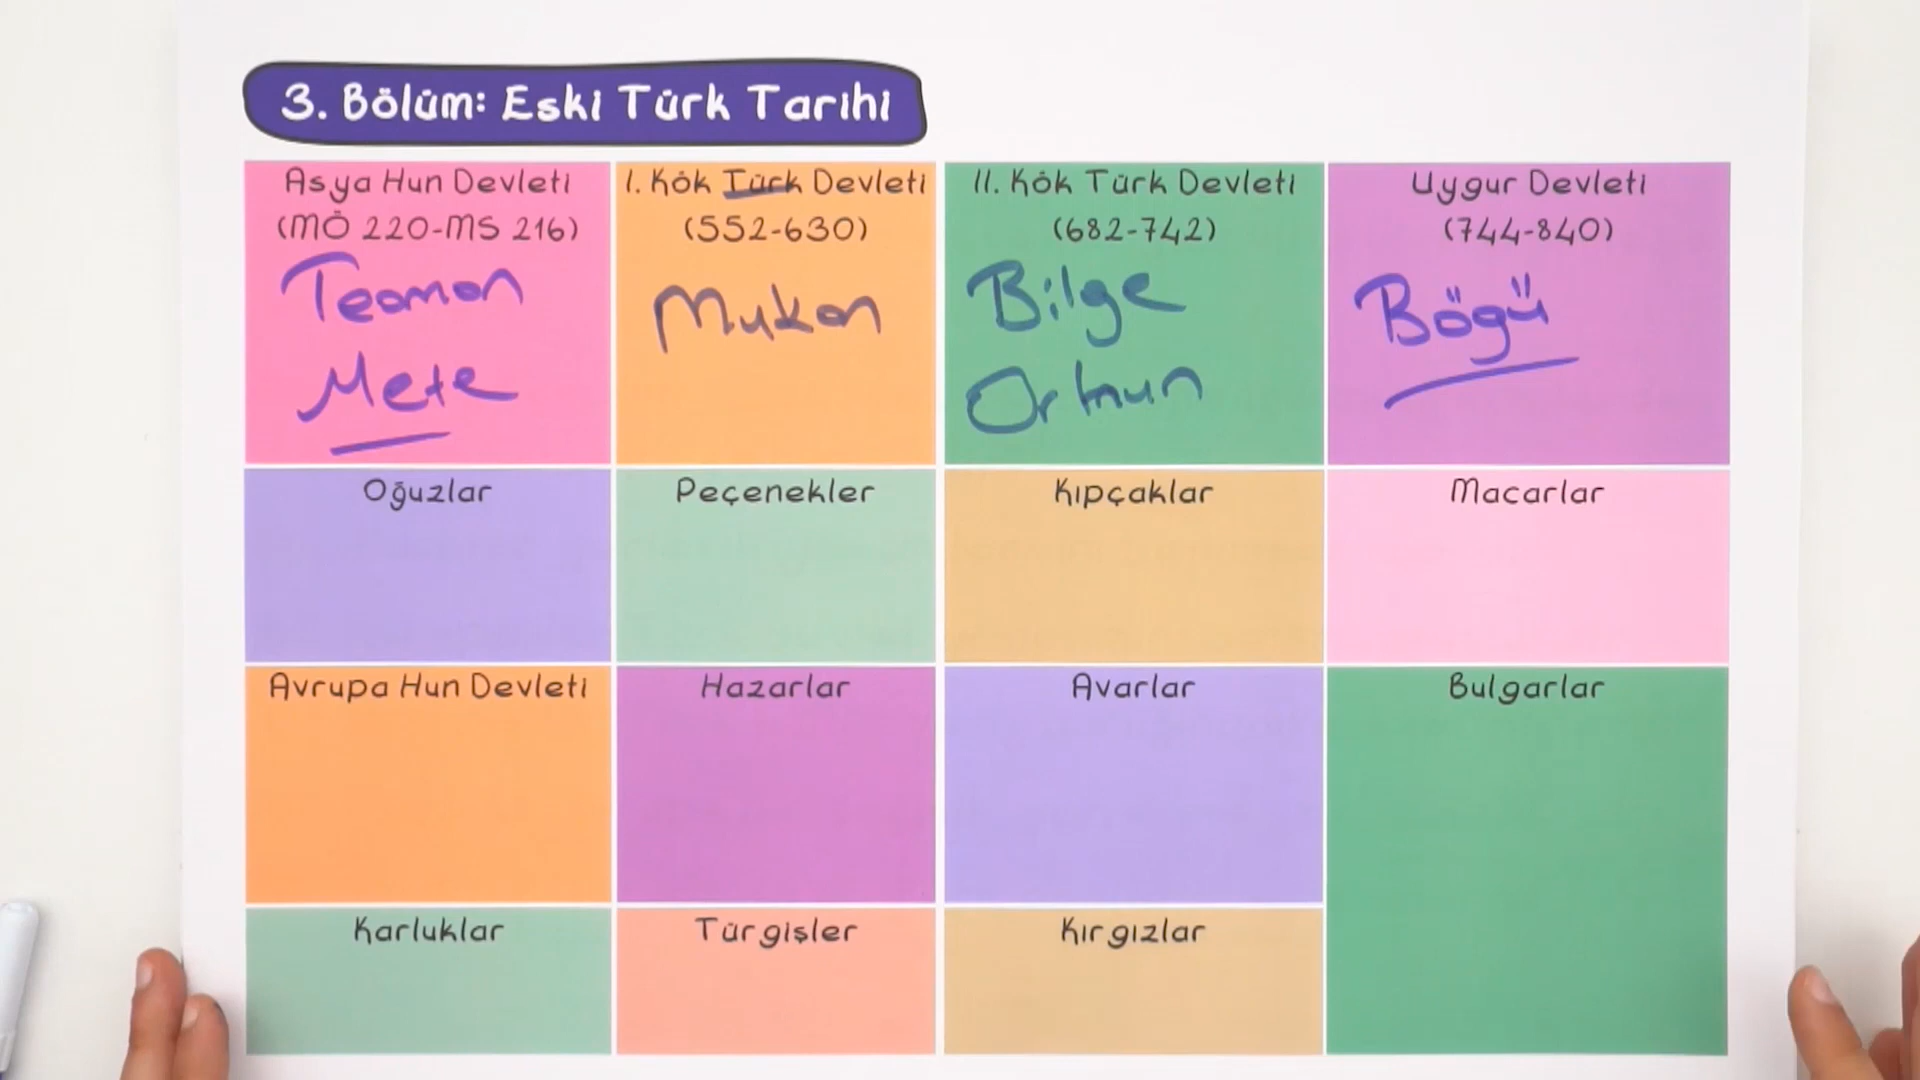 3. Bölüm: Eski Türk Tarihi
Asya Hun Devleti
(MÖ 220-MS 216)
Teoman
Mete
I. Kök Türk Devleti
(552-630)
Mukan
II. Kök Türk Devleti
(682-742)
Bilge
Orhun
Uygur Devleti
(744-840)
Bögü
Oğuzlar
Peçenekler
Kıpçaklar
Macarlar
Avrupa Hun Devleti
Hazarlar
Avarlar
Bulgarlar
Karluklar
Türgişler
Kırgızlar